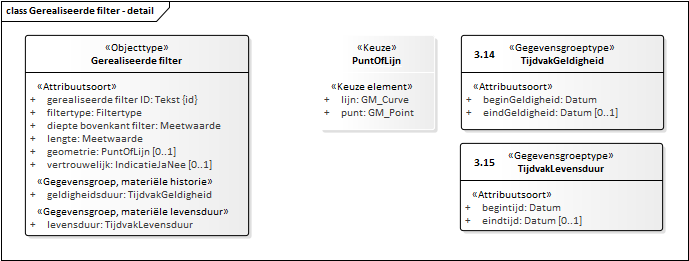 class Gerealiseerde filter - detail
«Objecttype»
Gerealiseerde filter
«Attribuutsoort»
+ gerealiseerde filter ID: Tekst {id}
+ filtertype: Filtertype
+ diepte bovenkant filter: Meetwaarde
+ lengte: Meetwaarde
+ geometrie: PuntOfLijn [0..1]
+ vertrouwelijk: IndicatieJaNee [0..1]
«Gegevensgroep, materiële historie»
+ geldigheidsduur: TijdvakGeldigheid
«Gegevensgroep, materiële levensduur»
+ levensduur: TijdvakLevensduur
«Keuze»
PuntOfLijn
«Keuze element»
+ lijn: GM_Curve
+ punt: GM_Point
3.14
«Gegevensgroeptype»
TijdvakGeldigheid
«Attribuutsoort»
+ beginGeldigheid: Datum
+ eindGeldigheid: Datum [0..1]
3.15
«Gegevensgroeptype»
TijdvakLevensduur
«Attribuutsoort»
+ begintijd: Datum
+ eindtijd: Datum [0..1]